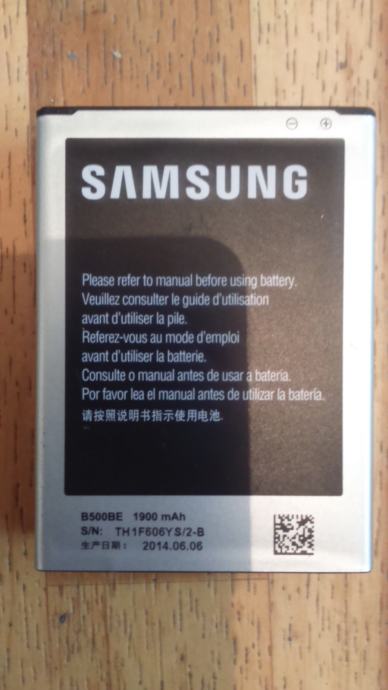 ⊖ ⊕
SAMSUNG
Please refer to manual before using battery.
Veuillez consulter le guide d'utilisation
avant d'utiliser la pile.
Referez-vous au mode d'emploi
avant d'utiliser la batterie.
Consulte o manual antes de usar a bateria.
Por favor lea el manual antes de utilizar la batería.
请按照说明书指示使用电池.
B500BE 1900 mAh
S/N: TH1F606YS/2-B
生产日期: 2014.06.06